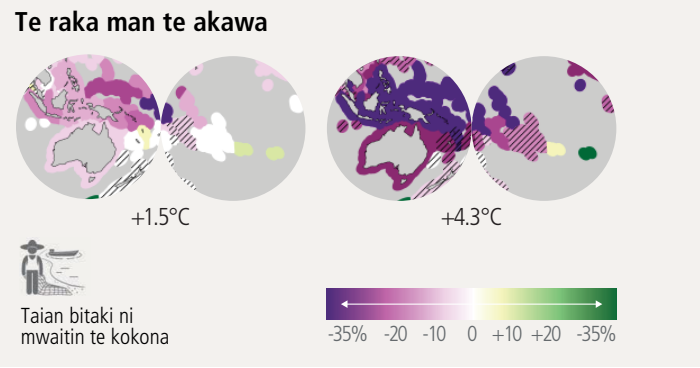 Te raka man te akawa
+1.5°C
+4.3°C
Taian bitaki ni
mwaitin te kokona
-35% -20 -10 0 +10 +20 -35%